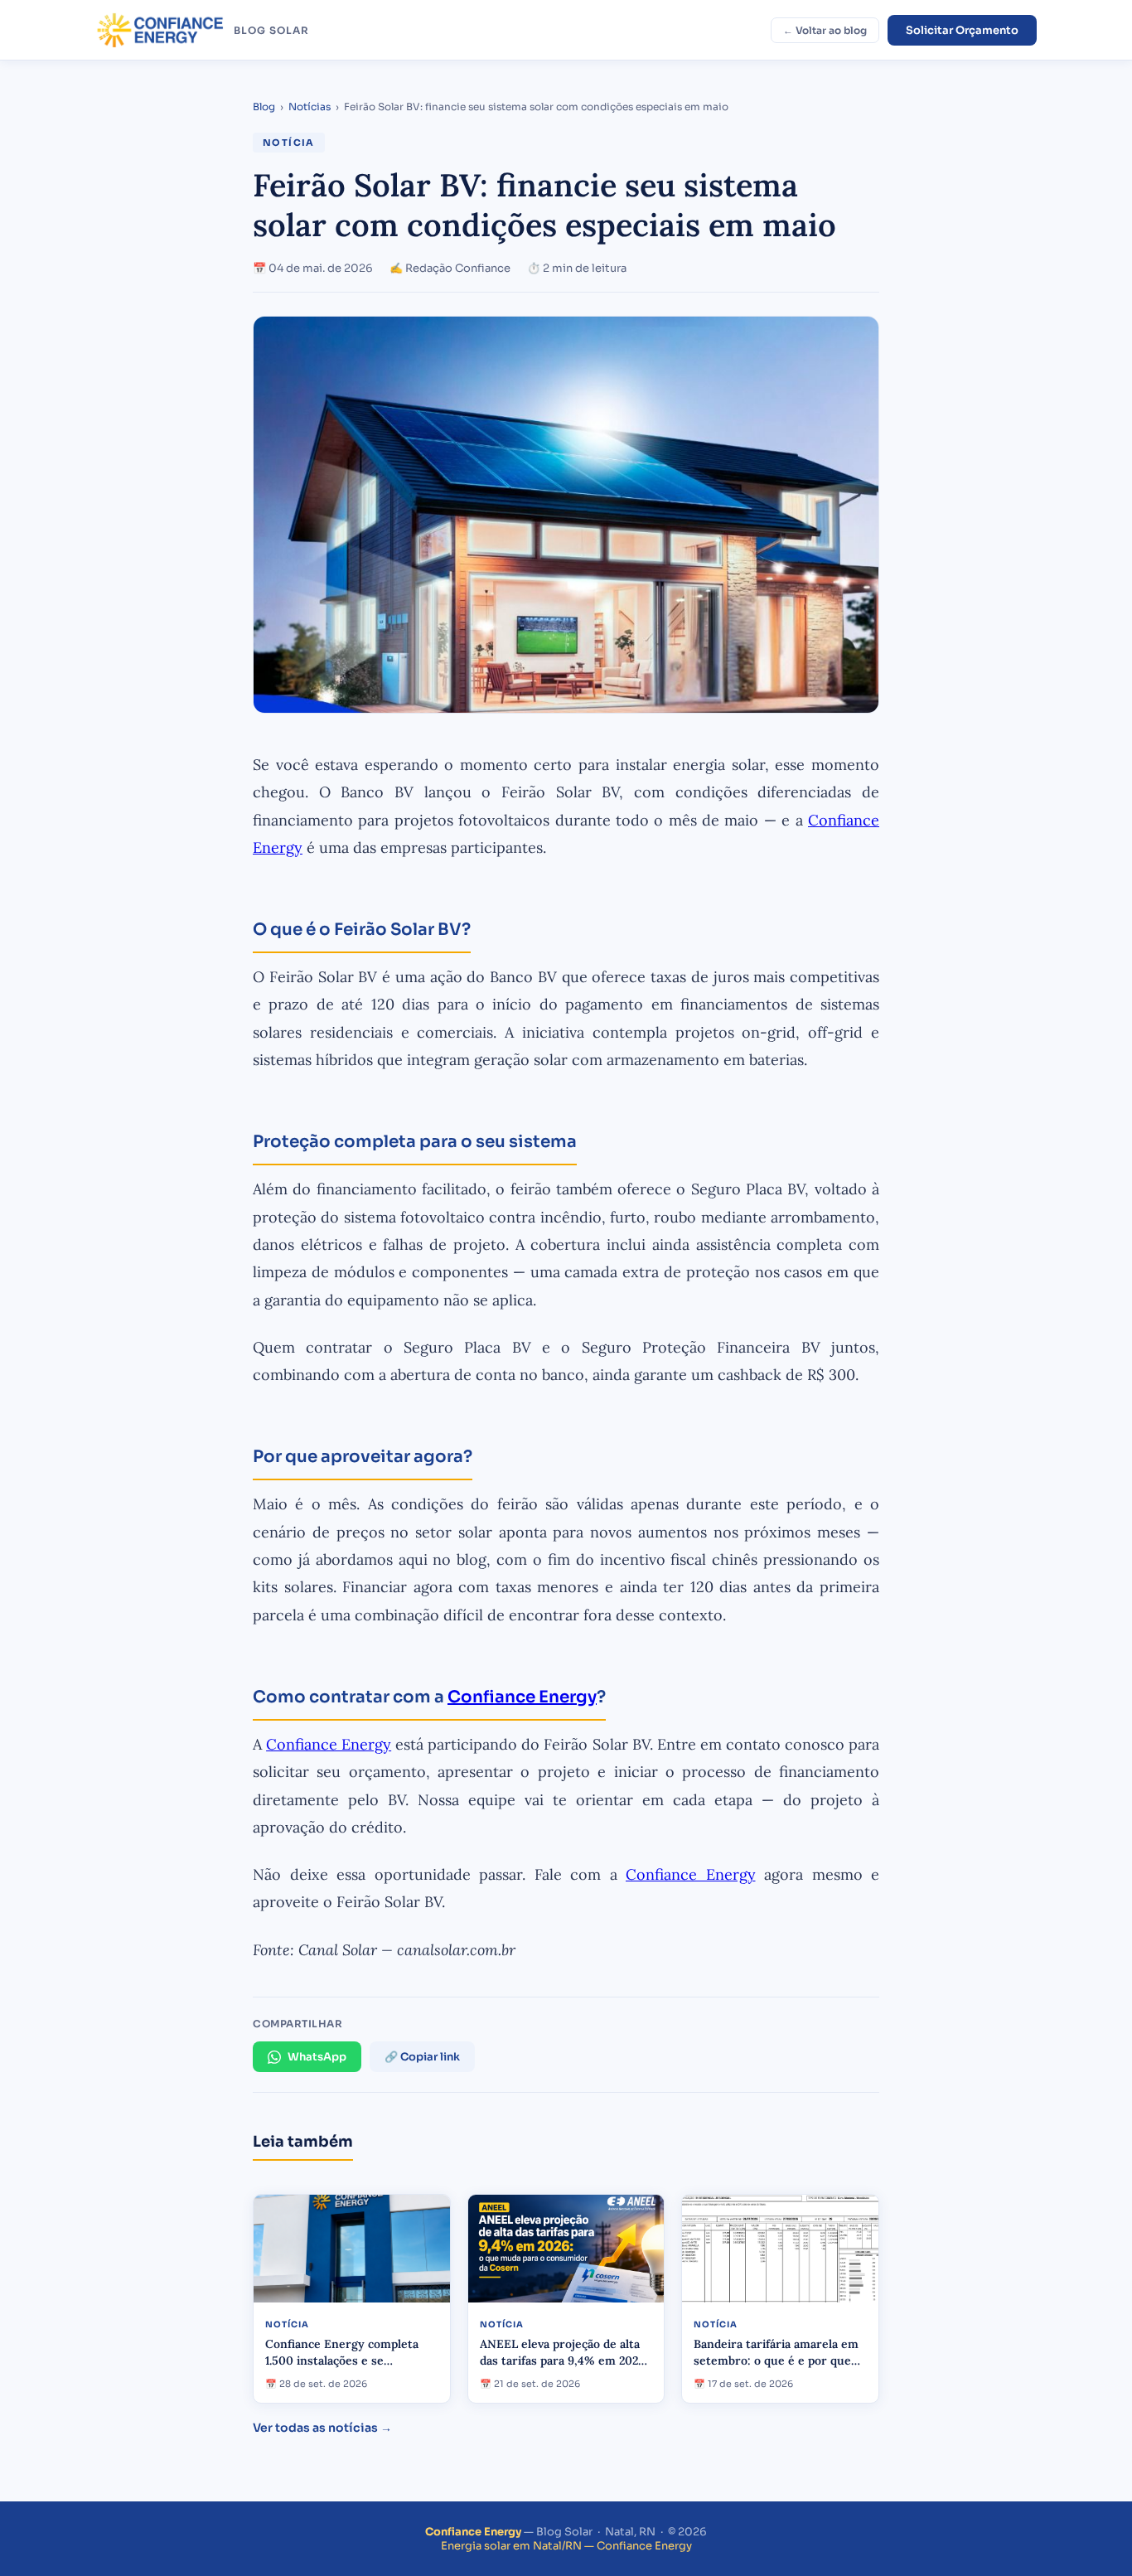 CONFIANCE
ENERGY
BLOG SOLAR
← Voltar ao blog
Solicitar Orçamento
Blog › Notícias › Feirão Solar BV: financie seu sistema solar com condições especiais em maio
NOTÍCIA
Feirão Solar BV: financie seu sistema
solar com condições especiais em maio
📅 04 de mai. de 2026 ✍️ Redação Confiance ⏱️ 2 min de leitura
Se você estava esperando o momento certo para instalar energia solar, esse momento
chegou. O Banco BV lançou o Feirão Solar BV, com condições diferenciadas de
financiamento para projetos fotovoltaicos durante todo o mês de maio — e a Confiance
Energy é uma das empresas participantes.
O que é o Feirão Solar BV?
O Feirão Solar BV é uma ação do Banco BV que oferece taxas de juros mais competitivas
e prazo de até 120 dias para o início do pagamento em financiamentos de sistemas
solares residenciais e comerciais. A iniciativa contempla projetos on-grid, off-grid e
sistemas híbridos que integram geração solar com armazenamento em baterias.
Proteção completa para o seu sistema
Além do financiamento facilitado, o feirão também oferece o Seguro Placa BV, voltado à
proteção do sistema fotovoltaico contra incêndio, furto, roubo mediante arrombamento,
danos elétricos e falhas de projeto. A cobertura inclui ainda assistência completa com
limpeza de módulos e componentes — uma camada extra de proteção nos casos em que
a garantia do equipamento não se aplica.
Quem contratar o Seguro Placa BV e o Seguro Proteção Financeira BV juntos,
combinando com a abertura de conta no banco, ainda garante um cashback de R$ 300.
Por que aproveitar agora?
Maio é o mês. As condições do feirão são válidas apenas durante este período, e o
cenário de preços no setor solar aponta para novos aumentos nos próximos meses —
como já abordamos aqui no blog, com o fim do incentivo fiscal chinês pressionando os
kits solares. Financiar agora com taxas menores e ainda ter 120 dias antes da primeira
parcela é uma combinação difícil de encontrar fora desse contexto.
Como contratar com a Confiance Energy?
A Confiance Energy está participando do Feirão Solar BV. Entre em contato conosco para
solicitar seu orçamento, apresentar o projeto e iniciar o processo de financiamento
diretamente pelo BV. Nossa equipe vai te orientar em cada etapa — do projeto à
aprovação do crédito.
Não deixe essa oportunidade passar. Fale com a Confiance Energy agora mesmo e
aproveite o Feirão Solar BV.
Fonte: Canal Solar — canalsolar.com.br
COMPARTILHAR
WhatsApp
🔗 Copiar link
Leia também
CONFIANCE
ENERGY
NOTÍCIA
Confiance Energy completa
1.500 instalações e se…
📅 28 de set. de 2026
ANEEL
ANEEL
ANEEL eleva projeção
de alta das tarifas para
9,4% em 2026:
o que muda para o consumidor
da Cosern
cosern
NOTÍCIA
ANEEL eleva projeção de alta
das tarifas para 9,4% em 202…
📅 21 de set. de 2026
NOTÍCIA
Bandeira tarifária amarela em
setembro: o que é e por que…
📅 17 de set. de 2026
Ver todas as notícias →
Confiance Energy — Blog Solar · Natal, RN · © 2026
Energia solar em Natal/RN — Confiance Energy